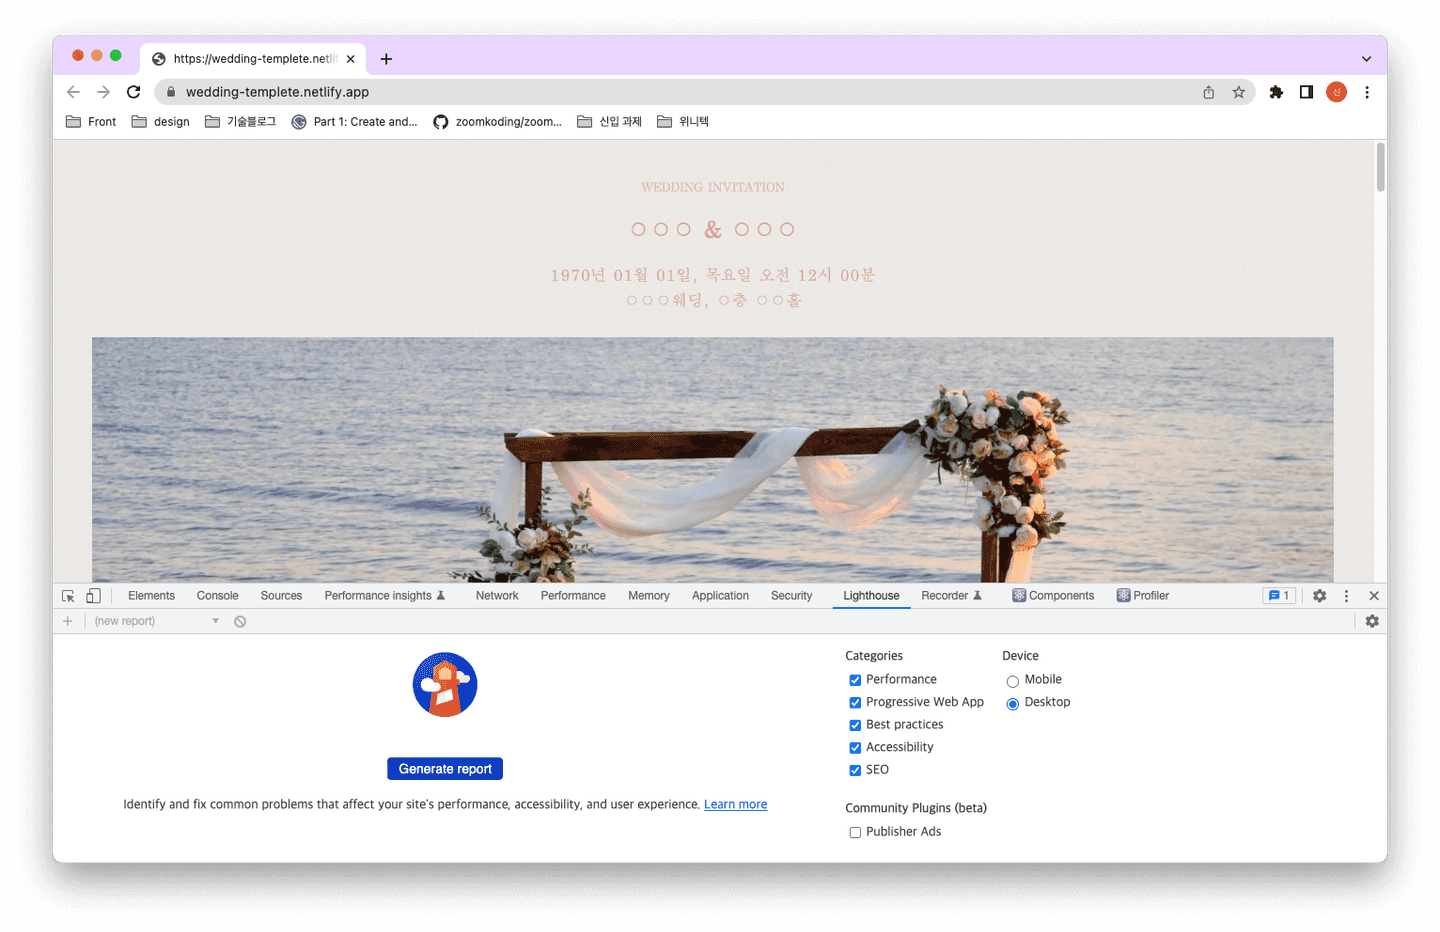 https://wedding-templete.netlif
wedding-templete.netlify.app
신
Front
design
기술블로그
Part 1: Create and...
zoomkoding/zoom...
신입 과제
위니텍
WEDDING INVITATION
○○○ & ○○○
1970년 01월 01일, 목요일 오전 12시 00분
○○○웨딩, ○층 ○○홀
Elements
Console
Sources
Performance insights
Network
Performance
Memory
Application
Security
Lighthouse
Recorder
Components
Profiler
1
(new report)
Generate report
Identify and fix common problems that affect your site's performance, accessibility, and user experience. Learn more
Categories
Performance
Progressive Web App
Best practices
Accessibility
SEO
Community Plugins (beta)
Publisher Ads
Device
Mobile
Desktop